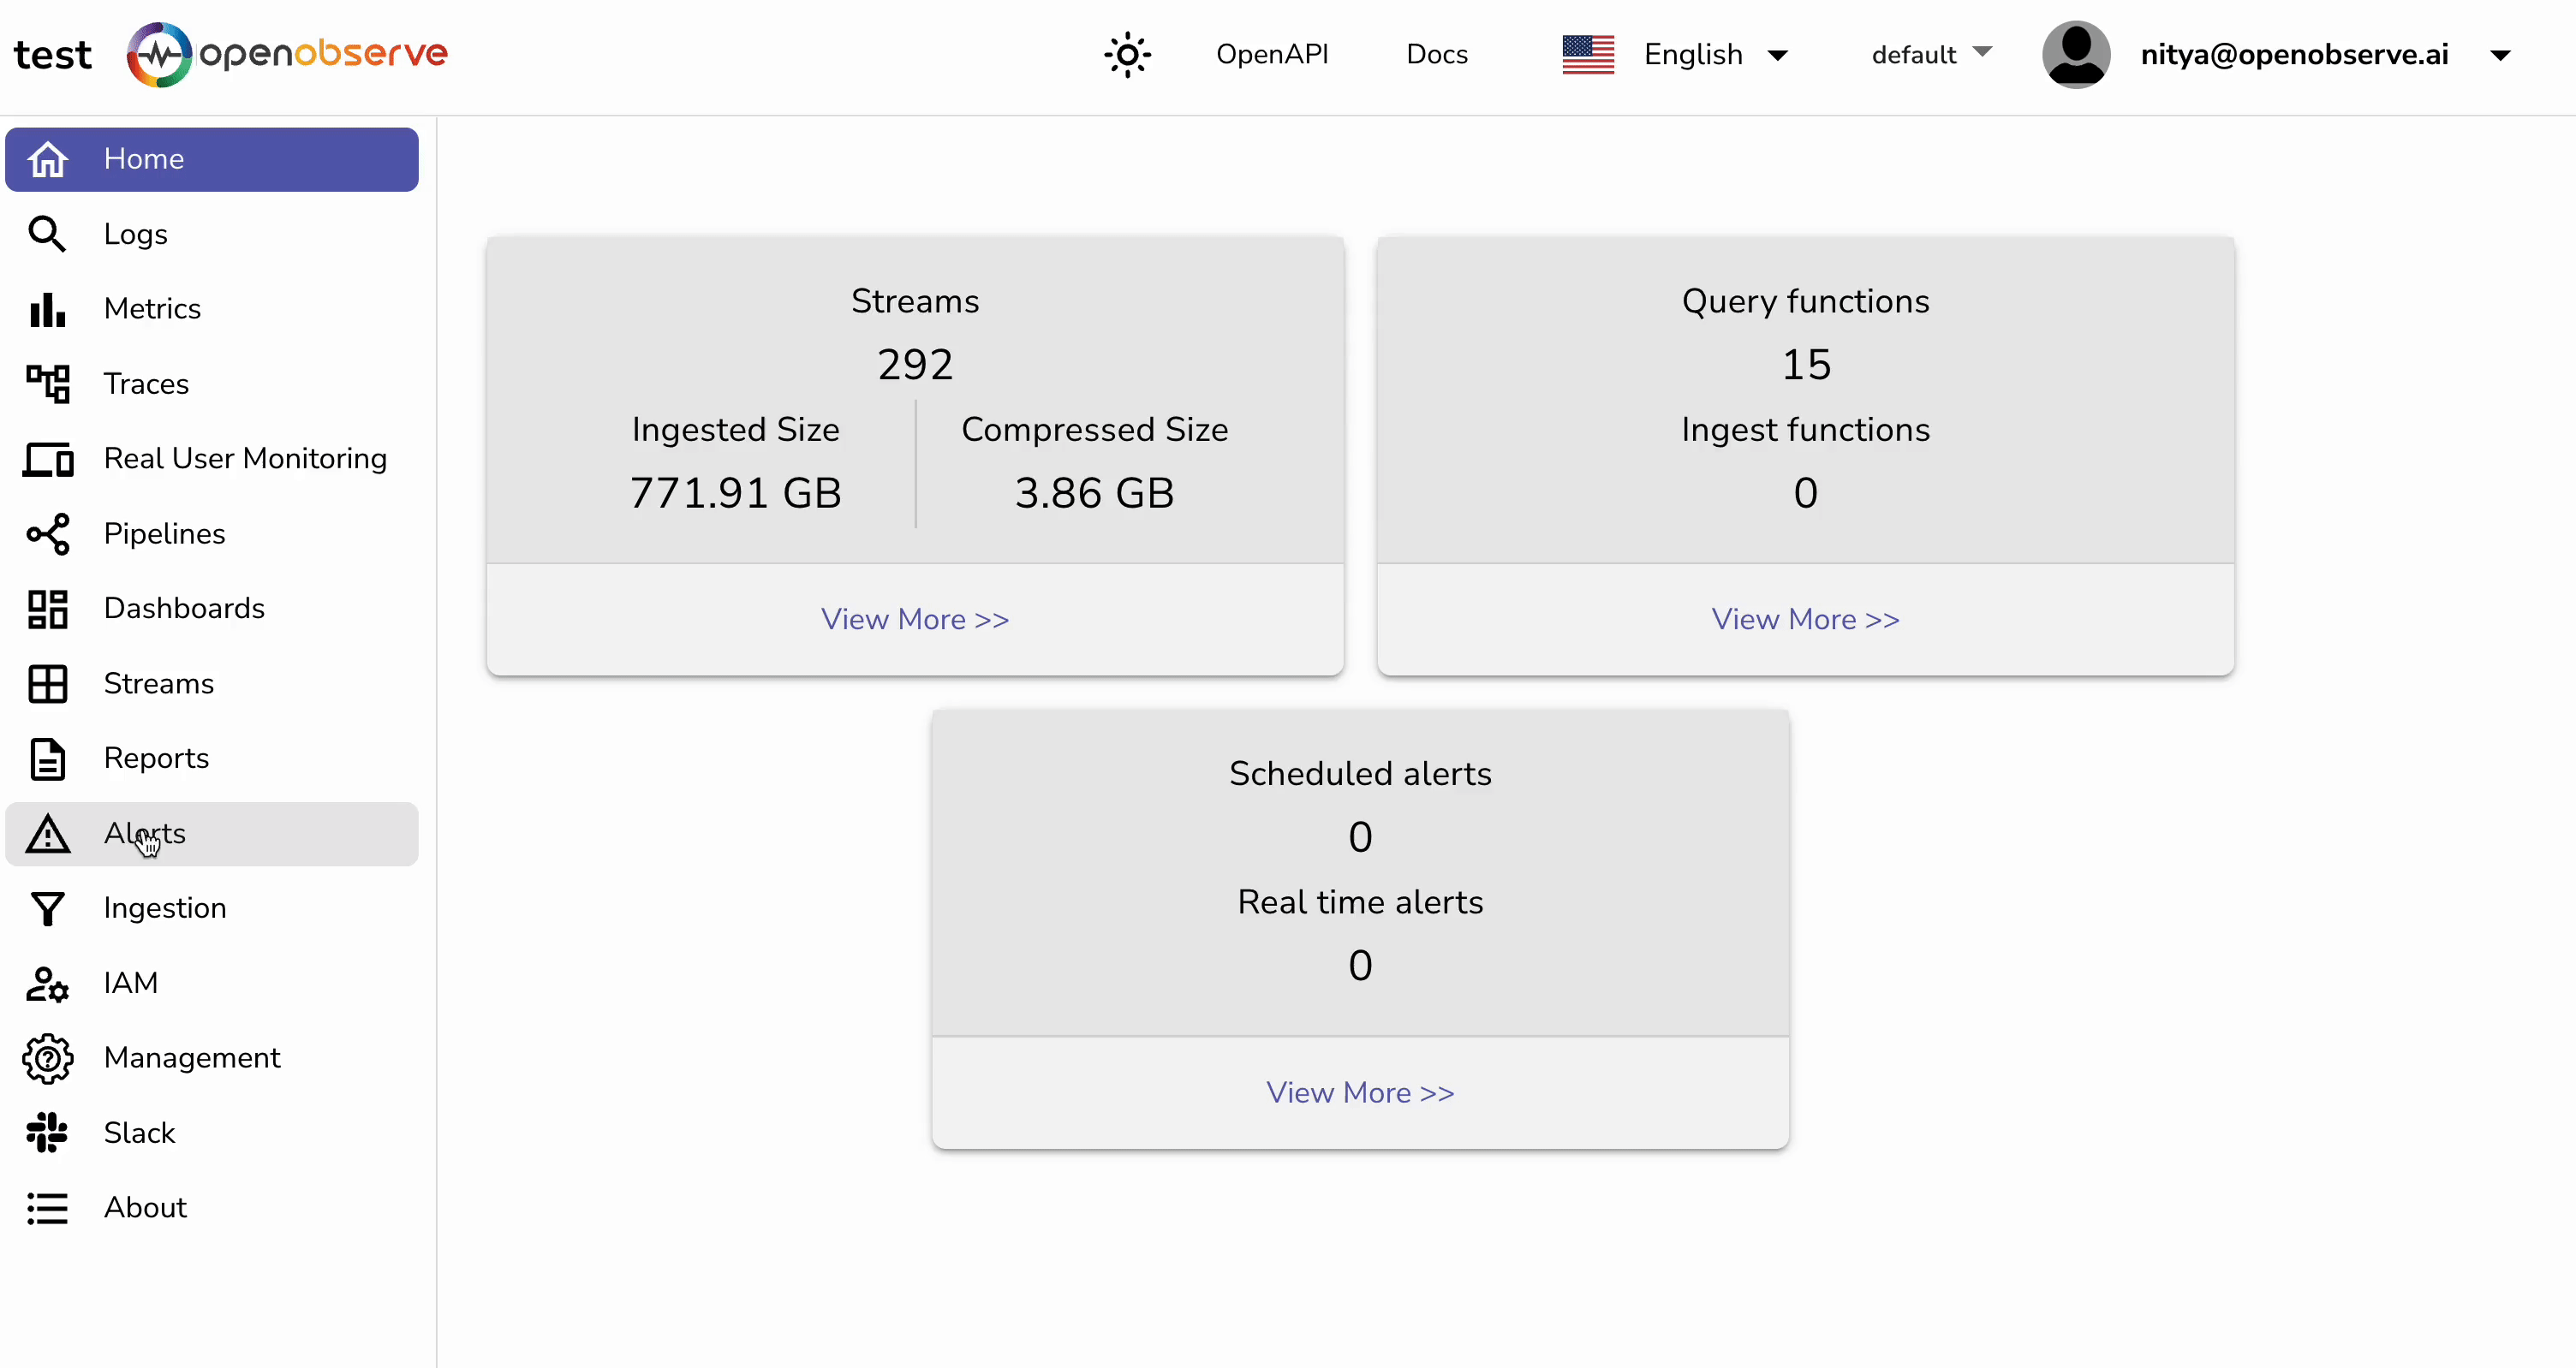 test openobserve OpenAPI Docs English default nitya@openobserve.ai
Home
Logs
Metrics
Traces
Real User Monitoring
Pipelines
Dashboards
Streams
Reports
Alerts
Ingestion
IAM
Management
Slack
About
Streams
292
Ingested Size
771.91 GB
Compressed Size
3.86 GB
View More >>
Query functions
15
Ingest functions
0
View More >>
Scheduled alerts
0
Real time alerts
0
View More >>